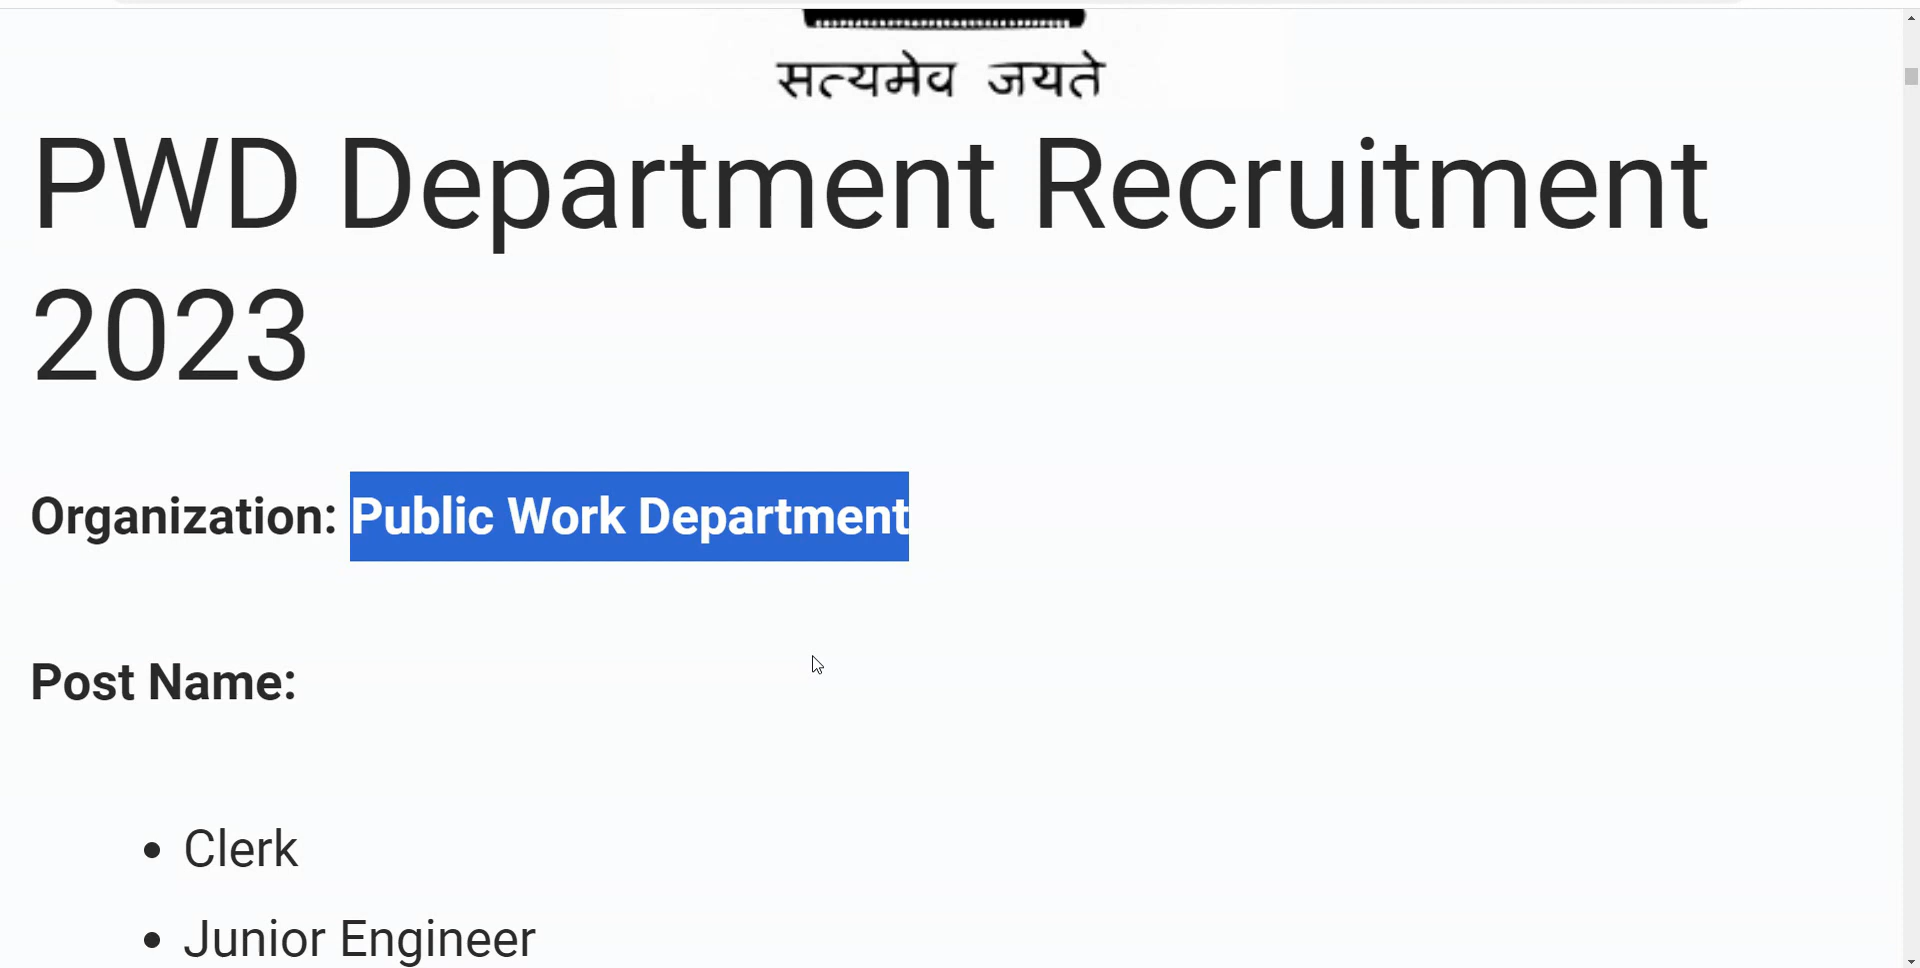 सत्यमेव जयते
PWD Department Recruitment
2023
Organization: Public Work Department
Post Name:
• Clerk
• Junior Engineer